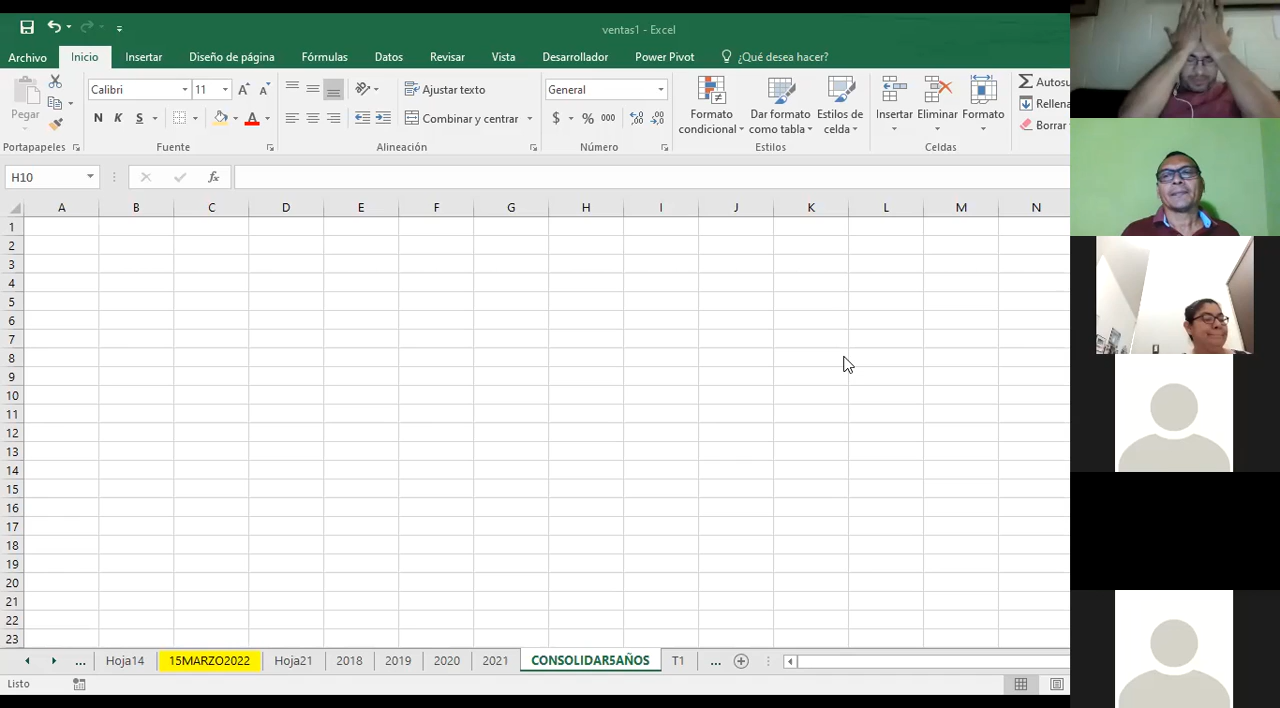 ventas1 - Excel
Archivo Inicio Insertar Diseño de página Fórmulas Datos Revisar Vista Desarrollador Power Pivot ¿Qué desea hacer?
Calibri 11 Ajustar texto General Autosu
Pegar Formato Dar formato Estilos de Insertar Eliminar Formato Rellena
N K S A Combinar y centrar $ % 000 condicional como tabla celda Borrar
Portapapeles Fuente Alineación Número Estilos Celdas
H10 fx
A B C D E F G H I J K L M N
1
2
3
4
5
6
7
8
9
10
11
12
13
14
15
16
17
18
19
20
21
22
23
... Hoja14 15MARZO2022 Hoja21 2018 2019 2020 2021 CONSOLIDAR5AÑOS T1 ...
Listo